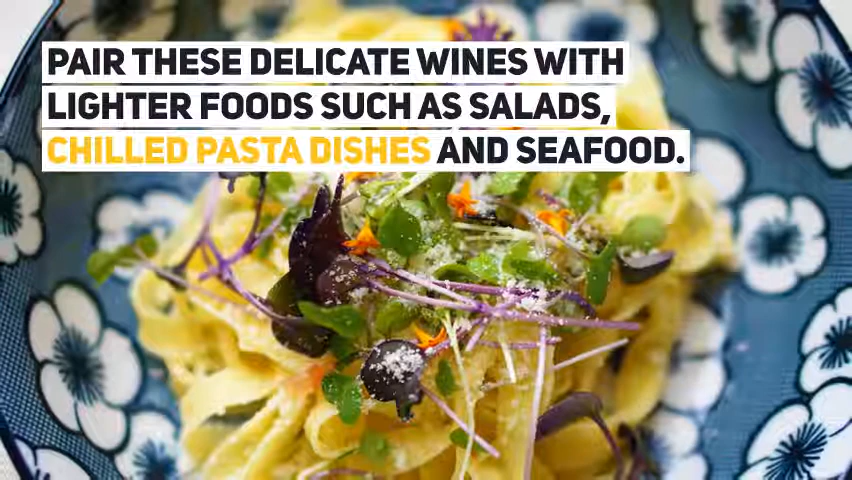 PAIR THESE DELICATE WINES WITH
LIGHTER FOODS SUCH AS SALADS,
CHILLED PASTA DISHES AND SEAFOOD.